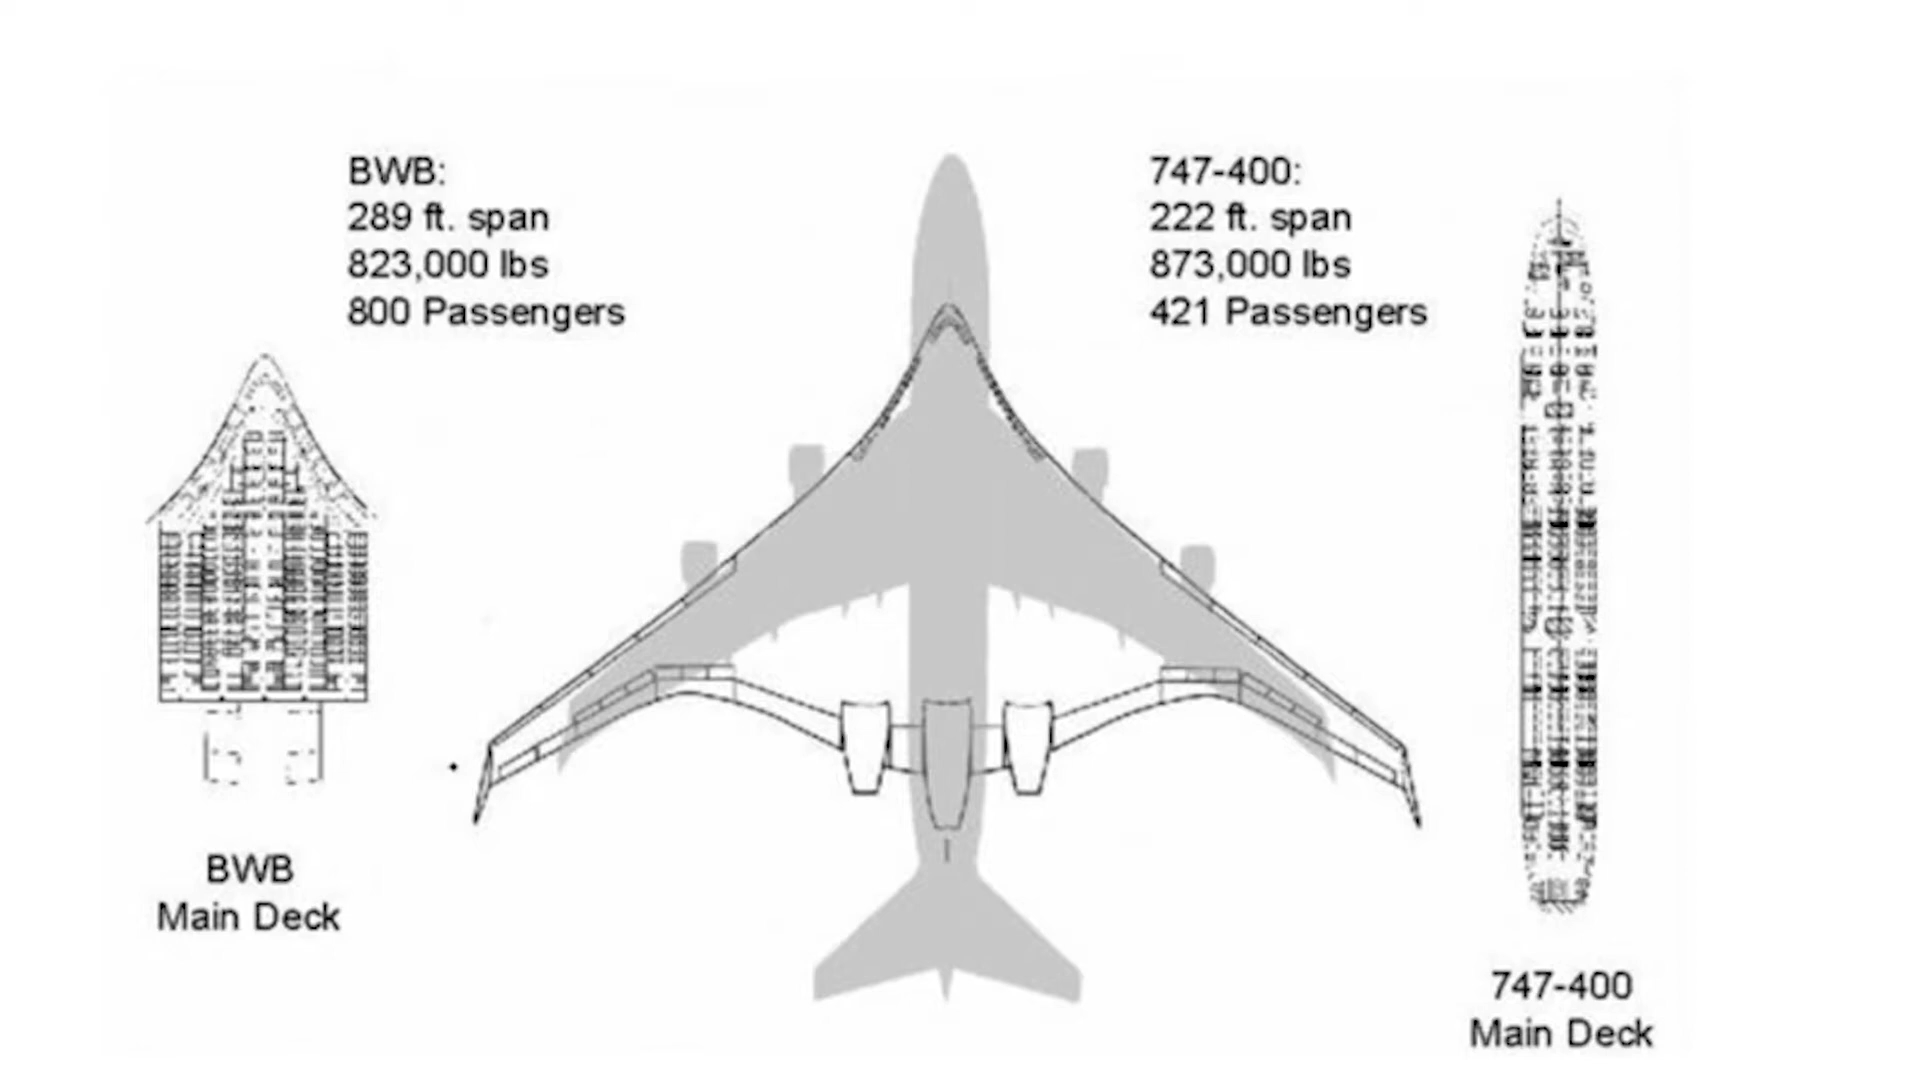 BWB:
289 ft. span
823,000 lbs
800 Passengers
747-400:
222 ft. span
873,000 lbs
421 Passengers
BWB
Main Deck
747-400
Main Deck